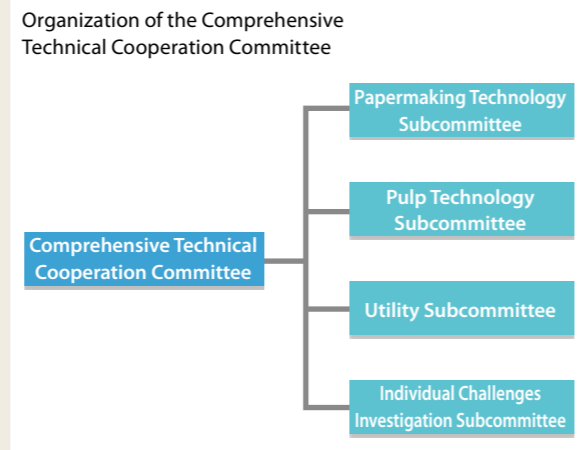 Organization of the Comprehensive
Technical Cooperation Committee
Papermaking Technology
Subcommittee
Pulp Technology
Subcommittee
Comprehensive Technical
Cooperation Committee
Utility Subcommittee
Individual Challenges
Investigation Subcommittee